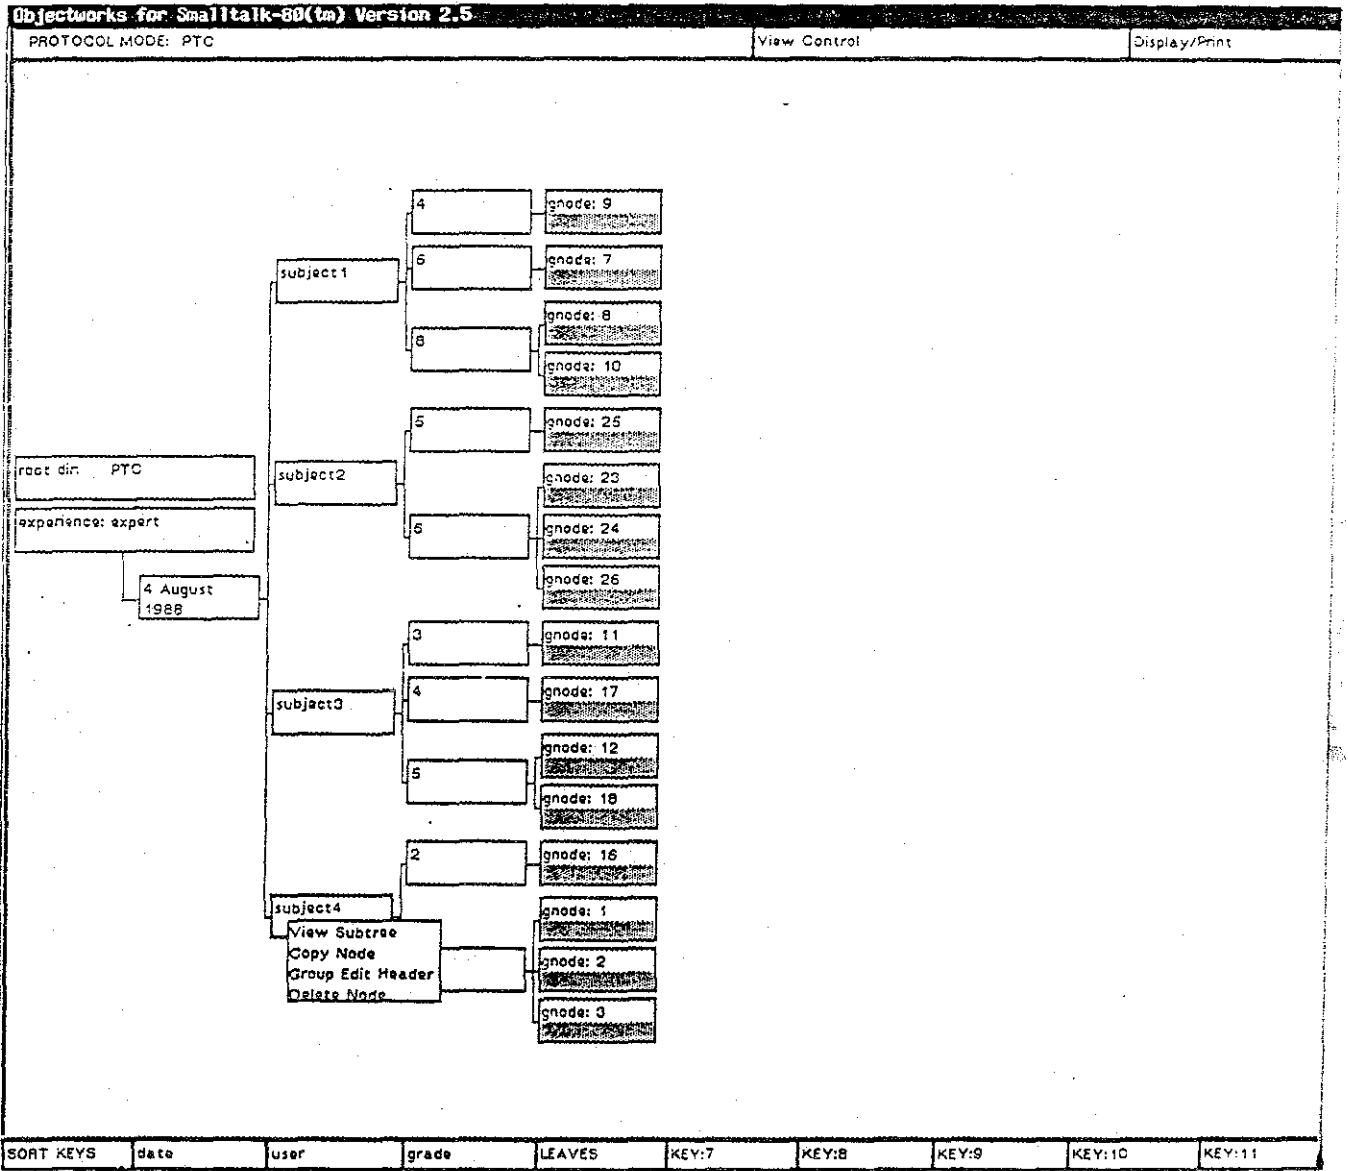 Objectworks for Smalltalk-80(tm) Version 2.5
PROTOCOL MODE: PTC
View Control
Display/Print
4
gnode: 9
subject1
6
gnode: 7
gnode: 8
8
gnode: 10
5
gnode: 25
root dir: PTC
subject2
gnode: 23
experience: expert
gnode: 24
gnode: 26
4 August
1988
3
gnode: 11
subject3
4
gnode: 17
gnode: 12
5
gnode: 18
2
gnode: 16
subject4
gnode: 1
View Subtree
Copy Node
gnode: 2
Group Edit Header
Delete Node
gnode: 3
SORT KEYS
date
user
grade
LEAVES
KEY:7
KEY:8
KEY:9
KEY:10
KEY:11